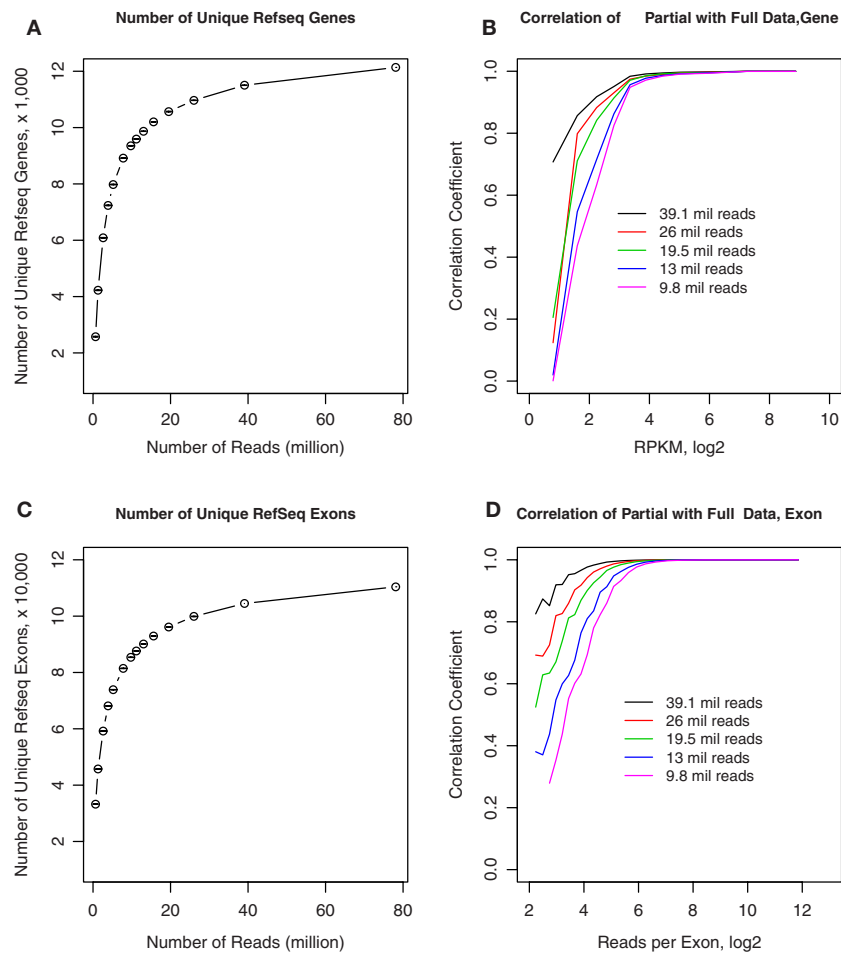 A
Number of Unique Refseq Genes
Number of Unique Refseq Genes, x 1,000
12
10
8
6
4
2
0 20 40 60 80
Number of Reads (million)
B
Correlation of Partial with Full Data,Gene
Correlation Coefficient
1.0
0.8
0.6
0.4
0.2
0.0
39.1 mil reads
26 mil reads
19.5 mil reads
13 mil reads
9.8 mil reads
0 2 4 6 8 10
RPKM, log2
C
Number of Unique RefSeq Exons
Number of Unique Refseq Exons, x 10,000
12
10
8
6
4
2
0 20 40 60 80
Number of Reads (million)
D
Correlation of Partial with Full Data, Exon
Correlation Coefficient
1.0
0.8
0.6
0.4
0.2
0.0
39.1 mil reads
26 mil reads
19.5 mil reads
13 mil reads
9.8 mil reads
2 4 6 8 10 12
Reads per Exon, log2